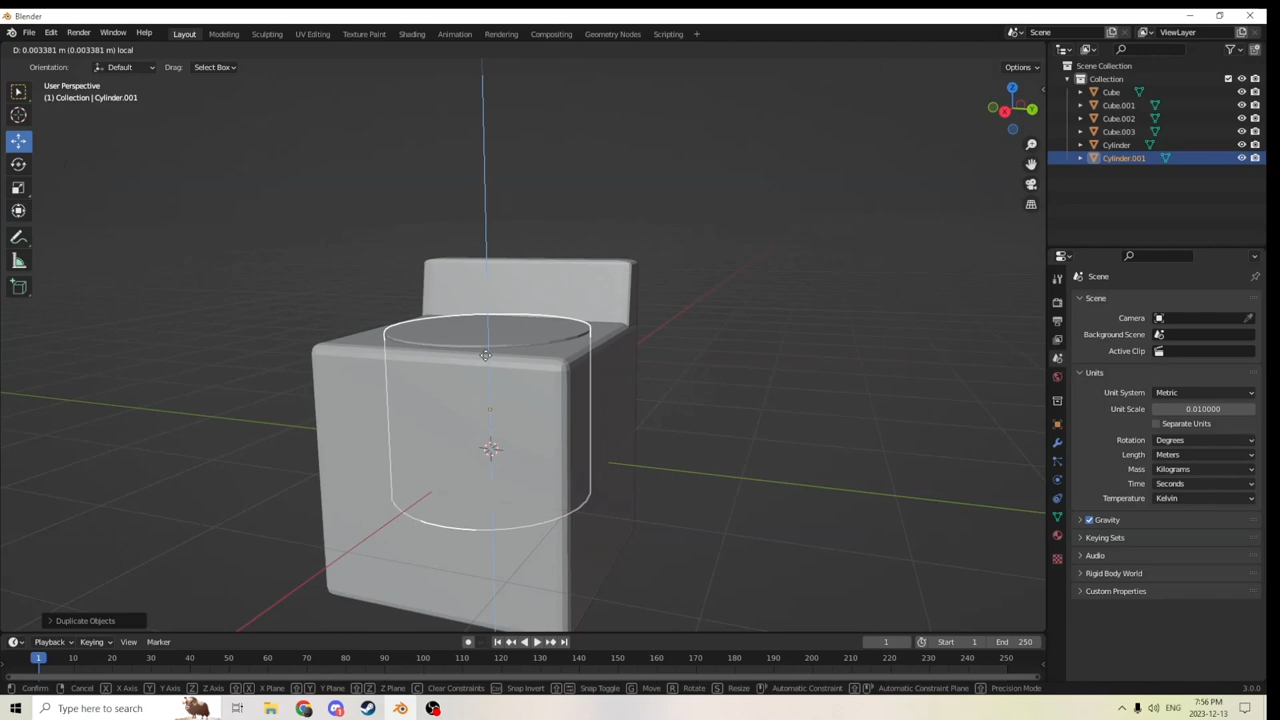 Blender
File Edit Render Window Help Layout Modeling Sculpting UV Editing Texture Paint Shading Animation Rendering Compositing Geometry Nodes Scripting + Scene ViewLayer
D: 0.003381 m (0.003381 m) local
Orientation: Default Drag: Select Box Options
User Perspective
(1) Collection | Cylinder.001
Z
Y
X
Scene Collection
Collection
Cube
Cube.001
Cube.002
Cube.003
Cylinder
Cylinder.001
Scene
Scene
Camera
Background Scene
Active Clip
Units
Unit System Metric
Unit Scale 0.010000
Separate Units
Rotation Degrees
Length Meters
Mass Kilograms
Time Seconds
Temperature Kelvin
Gravity
Keying Sets
Audio
Rigid Body World
Custom Properties
Duplicate Objects
Playback Keying View Marker 1 Start 1 End 250
1 10 20 30 40 50 60 70 80 90 100 110 120 130 140 150 160 170 180 190 200 210 220 230 240 250
Confirm Cancel X X Axis Y Y Axis Z Z Axis X X Plane Y Y Plane Z Z Plane C Clear Constraints Snap Invert Snap Toggle G Move R Rotate S Resize Automatic Constraint Automatic Constraint Plane Precision Mode 3.0.0
Type here to search ENG 7:56 PM
2023-12-13